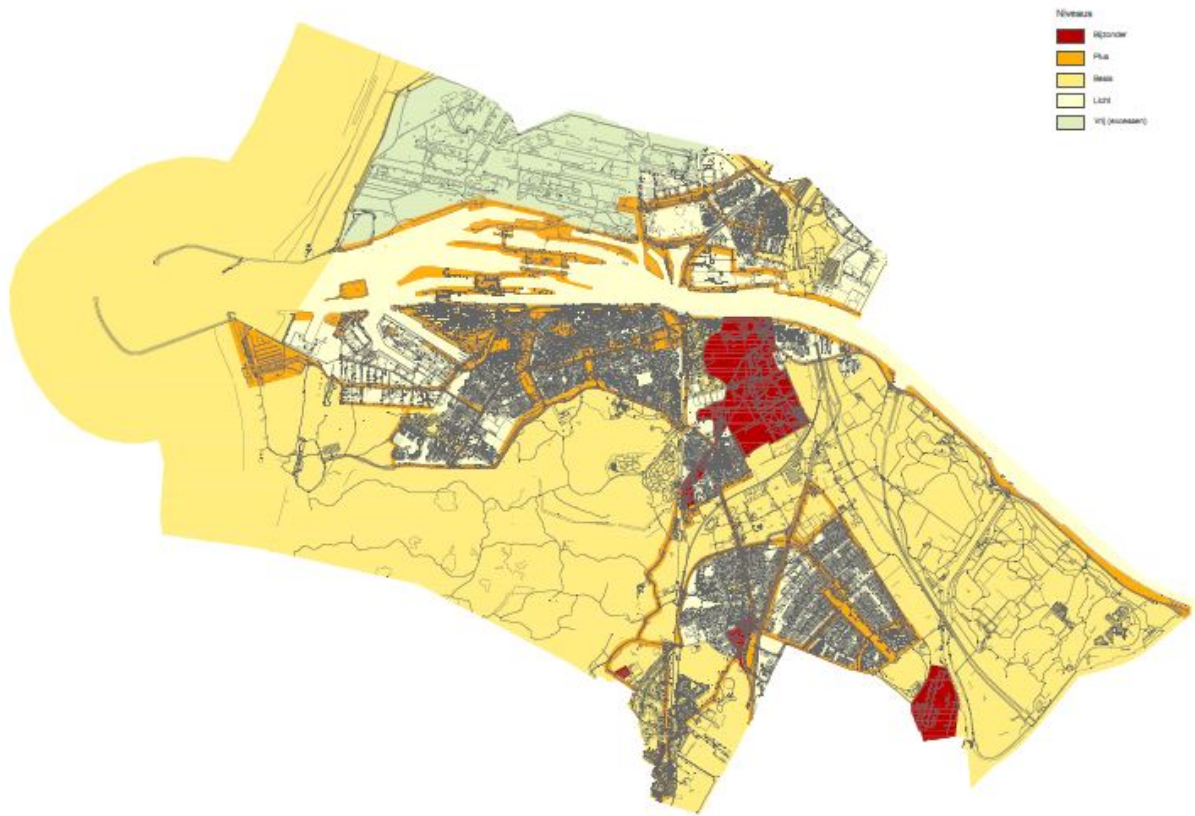 Niveaus
Bijzonder
Plus
Basis
Licht
Vrij (excessen)